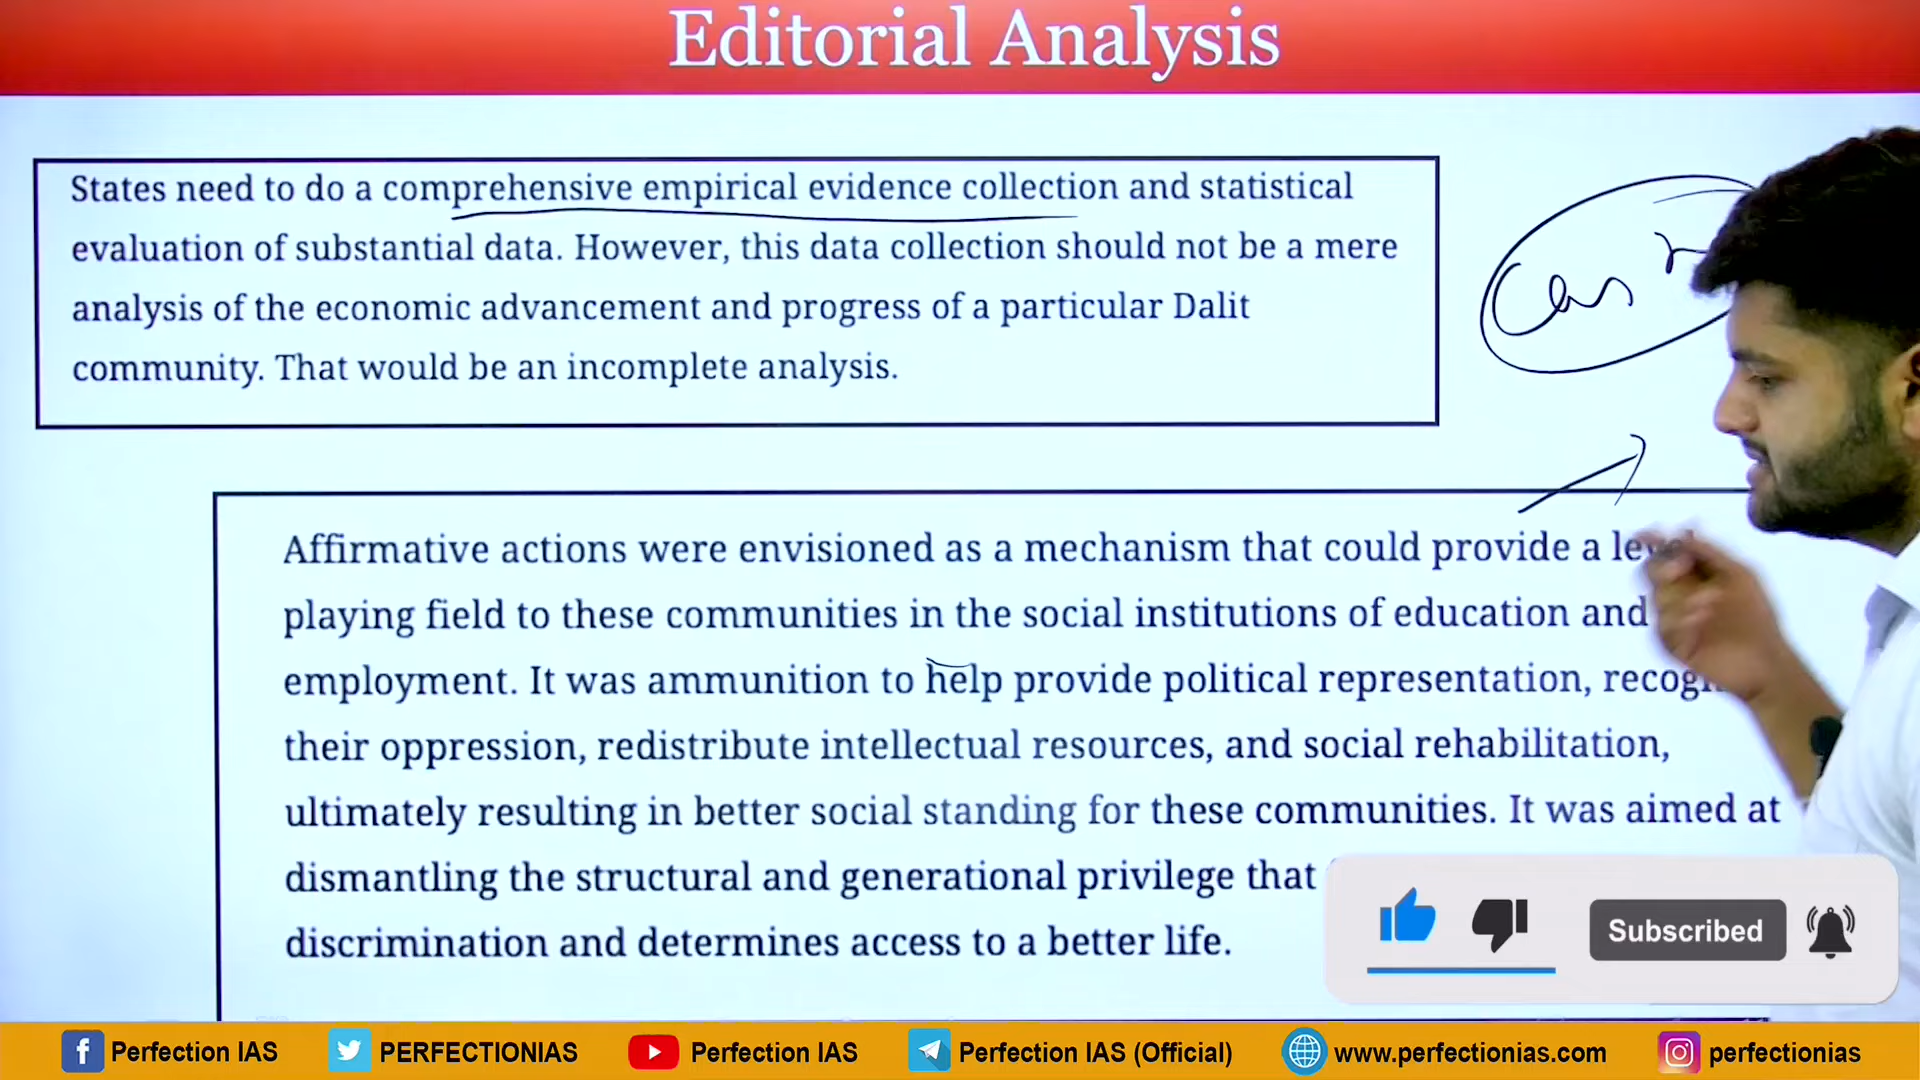 Editorial Analysis
States need to do a comprehensive empirical evidence collection and statistical
evaluation of substantial data. However, this data collection should not be a mere
analysis of the economic advancement and progress of a particular Dalit
community. That would be an incomplete analysis.
Affirmative actions were envisioned as a mechanism that could provide a
playing field to these communities in the social institutions of education and
employment. It was ammunition to help provide political representation,
their oppression, redistribute intellectual resources, and social rehabilitation,
ultimately resulting in better social standing for these communities. It was aimed at
dismantling the structural and generational privilege that
discrimination and determines access to a better life.
Subscribed
Perfection IAS
PERFECTIONIAS
Perfection IAS
Perfection IAS (Official)
www.perfectionias.com
perfectionias